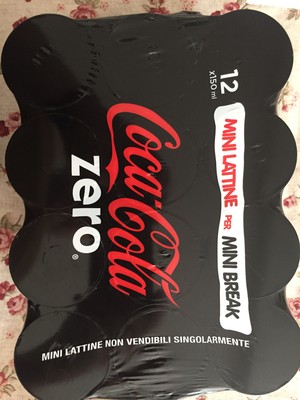 12
x150 ml
MINI LATTINE PER MINI BREAK
Coca-Cola
zero®
MINI LATTINE NON VENDIBILI SINGOLARMENTE